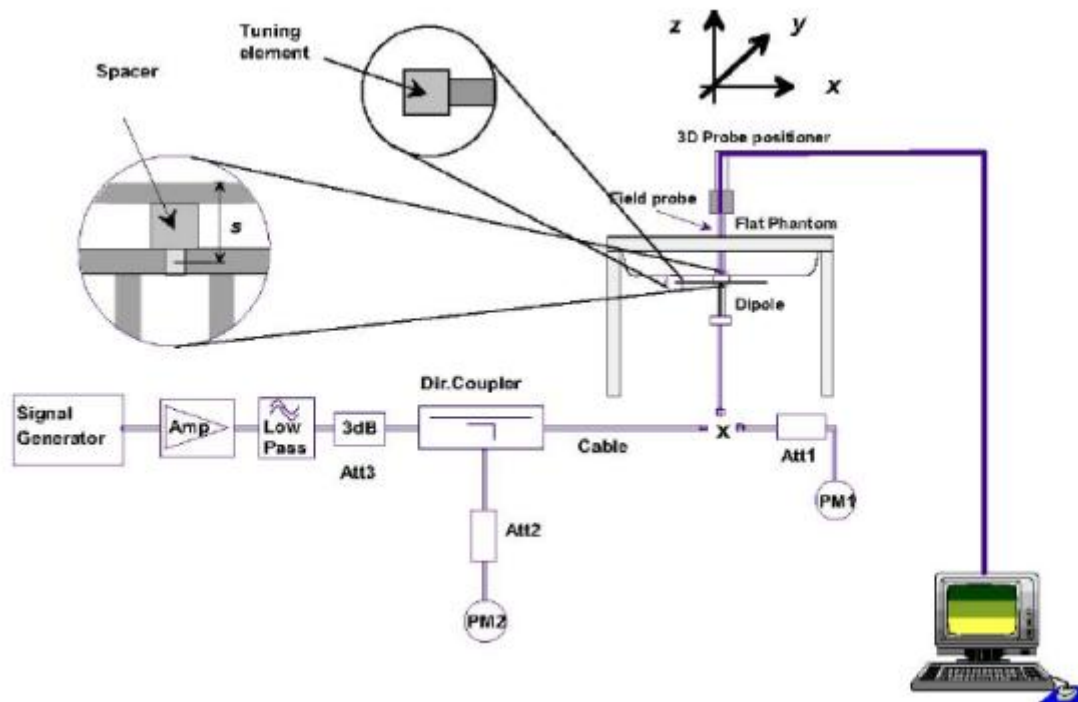 Tuning
element
Spacer
s
z
y
x
3D Probe positioner
Field probe
Flat Phantom
Dipole
Signal
Generator
Amp
Low
Pass
3dB
Att3
Dir.Coupler
Cable
x
Att1
PM1
Att2
PM2